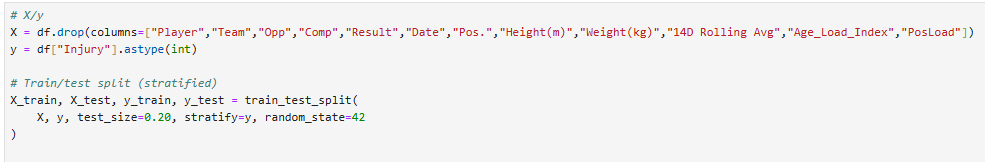 # X/y
X = df.drop(columns=["Player","Team","Opp","Comp","Result","Date","Pos.","Height(m)","Weight(kg)","14D Rolling Avg","Age_Load_Index","PosLoad"])
y = df["Injury"].astype(int)
# Train/test split (stratified)
X_train, X_test, y_train, y_test = train_test_split(
    X, y, test_size=0.20, stratify=y, random_state=42
)